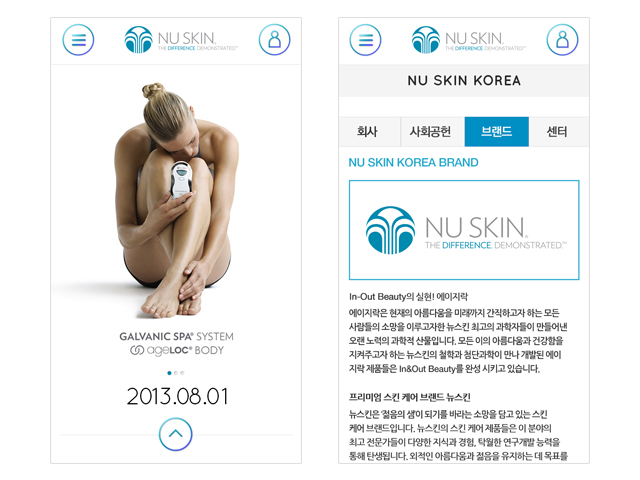 NU SKIN.
THE DIFFERENCE. DEMONSTRATED.™
GALVANIC SPA® SYSTEM
ageLOC® BODY
2013.08.01
NU SKIN.
THE DIFFERENCE. DEMONSTRATED.™
NU SKIN KOREA
회사 사회공헌 브랜드 센터
NU SKIN KOREA BRAND
NU SKIN®
THE DIFFERENCE. DEMONSTRATED.™
In-Out Beauty의 실현! 에이지락
에이지락은 현재의 아름다움을 미래까지 간직하고자 하는 모든
사람들의 소망을 이루고자한 뉴스킨 최고의 과학자들이 만들어낸
오랜 노력의 과학적 산물입니다. 모든 이의 아름다움과 건강함을
지켜주고자 하는 뉴스킨의 철학과 첨단과학이 만나 개발된 에이
지락 제품들은 In&Out Beauty를 완성 시키고 있습니다.
프리미엄 스킨 케어 브랜드 뉴스킨
뉴스킨은 '젊음의 샘'이 되기를 바라는 소망을 담고 있는 스킨
케어 브랜드입니다. 뉴스킨의 스킨 케어 제품들은 이 분야의
최고 전문가들이 다양한 지식과 경험, 탁월한 연구개발 능력을
통해 탄생됩니다. 외적인 아름다움과 젊음을 유지하는 데 목표를